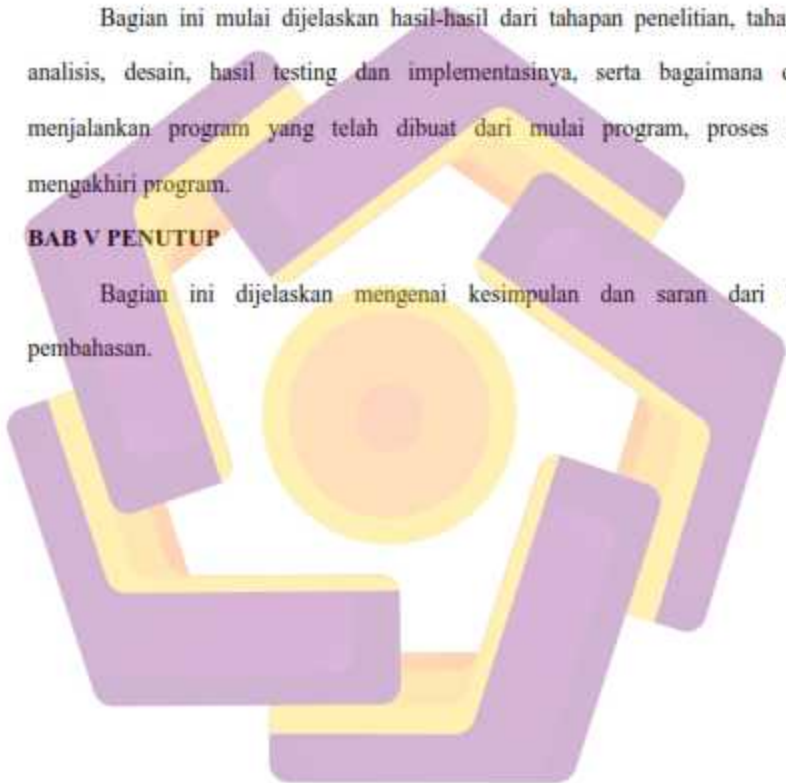 Bagian ini mulai dijelaskan hasil-hasil dari tahapan penelitian, taha
analisis, desain, hasil testing dan implementasinya, serta bagaimana
menjalankan program yang telah dibuat dari mulai program, proses
mengakhiri program.
BAB V PENUTUP
Bagian ini dijelaskan mengenai kesimpulan dan saran dari
pembahasan.